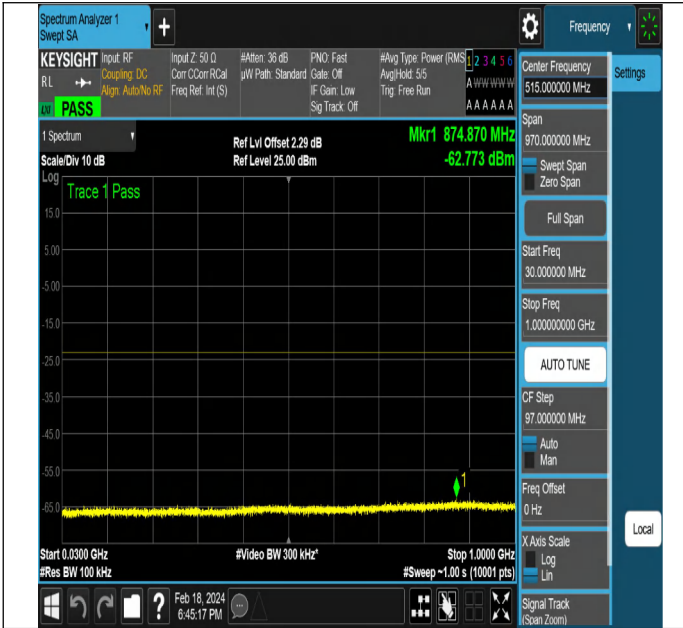 Spectrum Analyzer 1
Swept SA
Frequency
KEYSIGHT
RL
PASS
Input: RF
Coupling: DC
Align: Auto/No RF
Input Z: 50 Ω
Corr CCorr RCal
Freq Ref: Int (S)
#Atten: 36 dB
µW Path: Standard
PNO: Fast
Gate: Off
IF Gain: Low
Sig Track: Off
#Avg Type: Power (RMS
Avg|Hold: 5/5
Trig: Free Run
1 2 3 4 5 6
A W W W W W
A A A A A A
Center Frequency
515.000000 MHz
Settings
1 Spectrum
Scale/Div 10 dB
Ref Lvl Offset 2.29 dB
Ref Level 25.00 dBm
Mkr1 874.870 MHz
-62.773 dBm
Log
Trace 1 Pass
15.0
5.00
-5.00
-15.0
-25.0
-35.0
-45.0
-55.0
-65.0
1
Start 0.0300 GHz
#Res BW 100 kHz
#Video BW 300 kHz*
Stop 1.0000 GHz
#Sweep ~1.00 s (10001 pts)
Span
970.000000 MHz
Swept Span
Zero Span
Full Span
Start Freq
30.000000 MHz
Stop Freq
1.000000000 GHz
AUTO TUNE
CF Step
97.000000 MHz
Auto
Man
Freq Offset
0 Hz
X Axis Scale
Log
Lin
Signal Track
(Span Zoom)
Local
?
Feb 18, 2024
6:45:17 PM